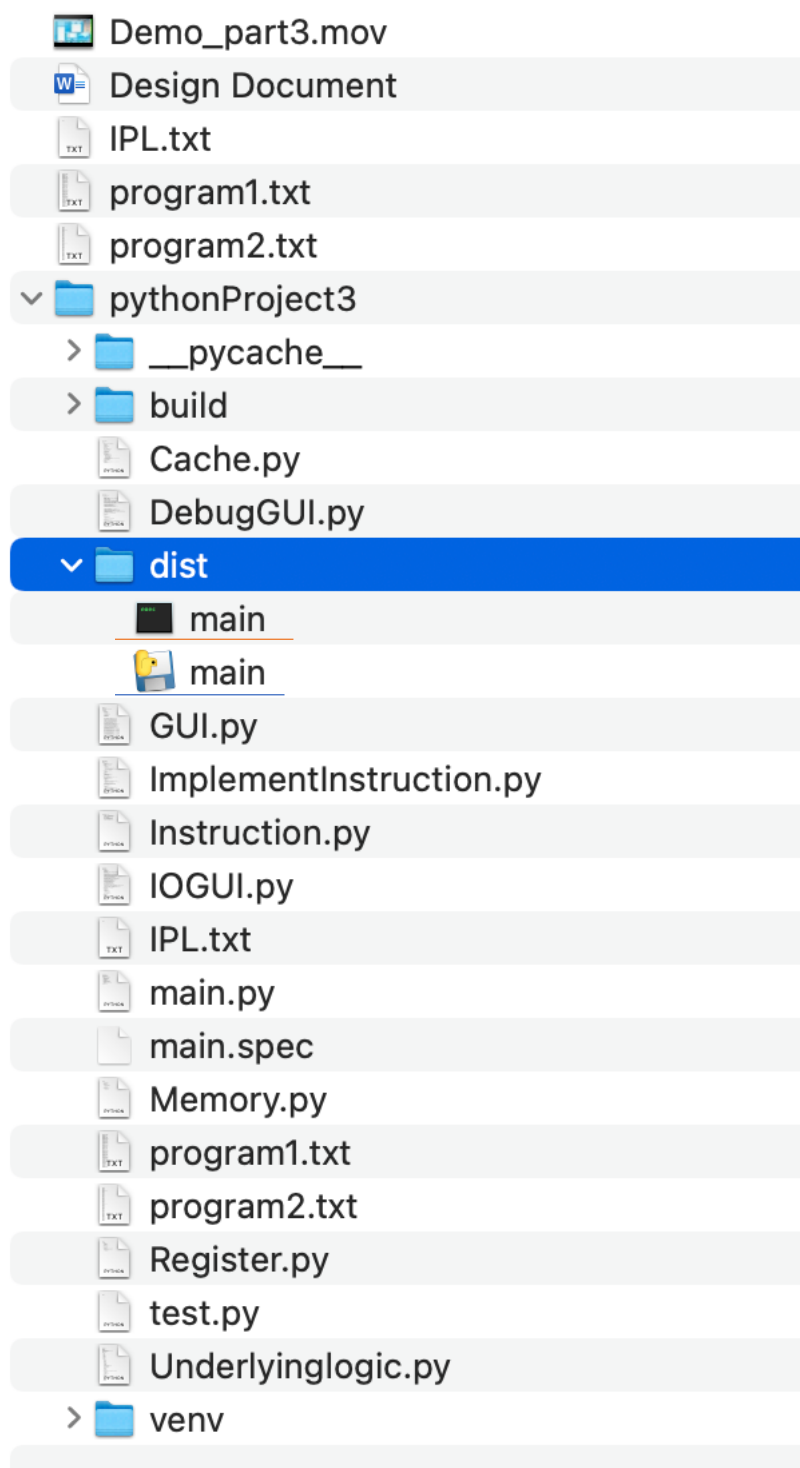 Demo_part3.mov
Design Document
IPL.txt
program1.txt
program2.txt
pythonProject3
__pycache__
build
Cache.py
DebugGUI.py
dist
main
main
GUI.py
ImplementInstruction.py
Instruction.py
IOGUI.py
IPL.txt
main.py
main.spec
Memory.py
program1.txt
program2.txt
Register.py
test.py
Underlyinglogic.py
venv